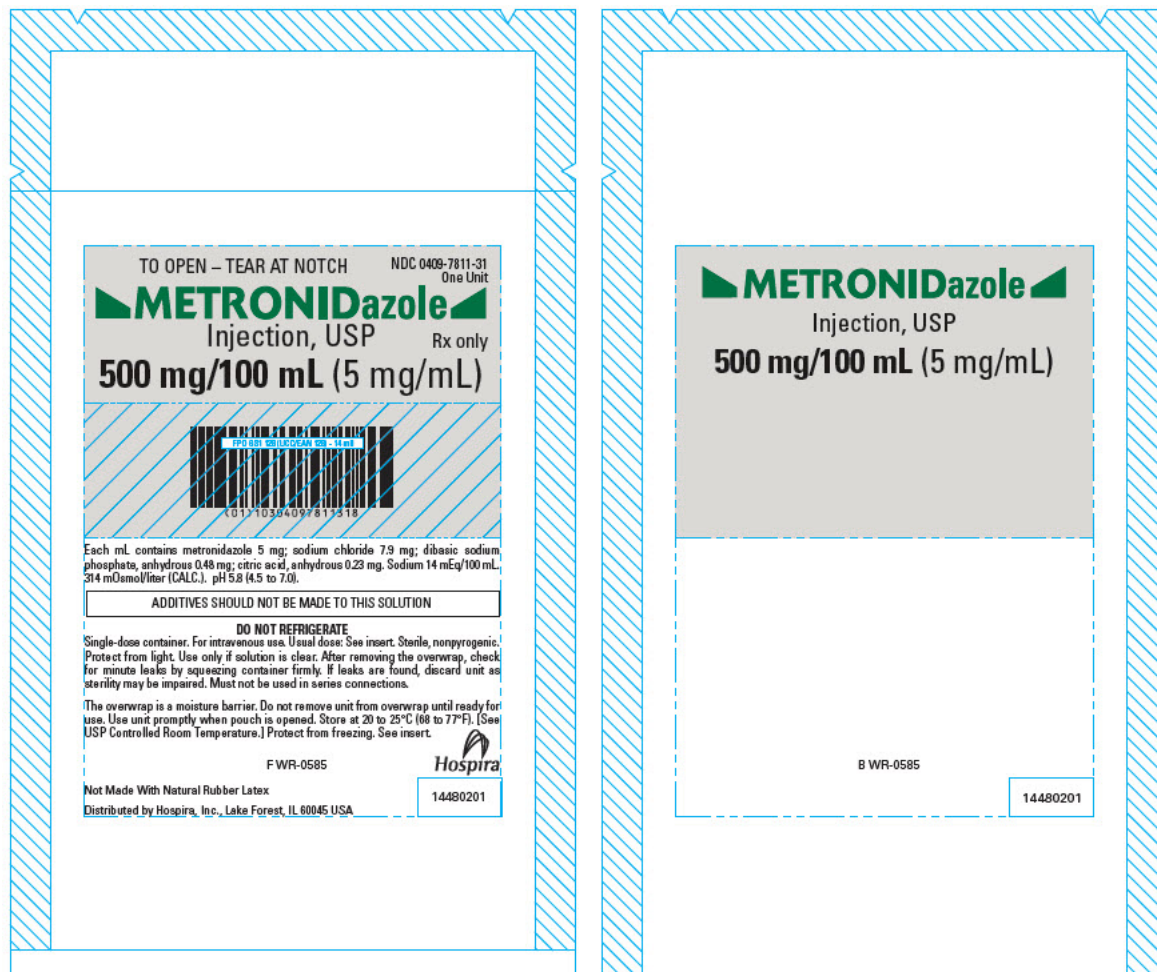 TO OPEN – TEAR AT NOTCH
NDC 0409-7811-31
One Unit
METRONIDazole
Injection, USP
Rx only
500 mg/100 mL (5 mg/mL)
FPO GS1 128 (UCC/EAN 128) - 14 mil
(01)10304097811318
Each mL contains metronidazole 5 mg; sodium chloride 7.9 mg; dibasic sodium
phosphate, anhydrous 0.48 mg; citric acid, anhydrous 0.23 mg. Sodium 14 mEq/100 mL.
314 mOsmol/liter (CALC.). pH 5.8 (4.5 to 7.0).
ADDITIVES SHOULD NOT BE MADE TO THIS SOLUTION
DO NOT REFRIGERATE
Single-dose container. For intravenous use. Usual dose: See insert. Sterile, nonpyrogenic.
Protect from light. Use only if solution is clear. After removing the overwrap, check
for minute leaks by squeezing container firmly. If leaks are found, discard unit as
sterility may be impaired. Must not be used in series connections.
The overwrap is a moisture barrier. Do not remove unit from overwrap until ready for
use. Use unit promptly when pouch is opened. Store at 20 to 25°C (68 to 77°F). [See
USP Controlled Room Temperature.] Protect from freezing. See insert.
F WR-0585
Hospira
Not Made With Natural Rubber Latex
14480201
Distributed by Hospira, Inc., Lake Forest, IL 60045 USA
METRONIDazole
Injection, USP
500 mg/100 mL (5 mg/mL)
B WR-0585
14480201